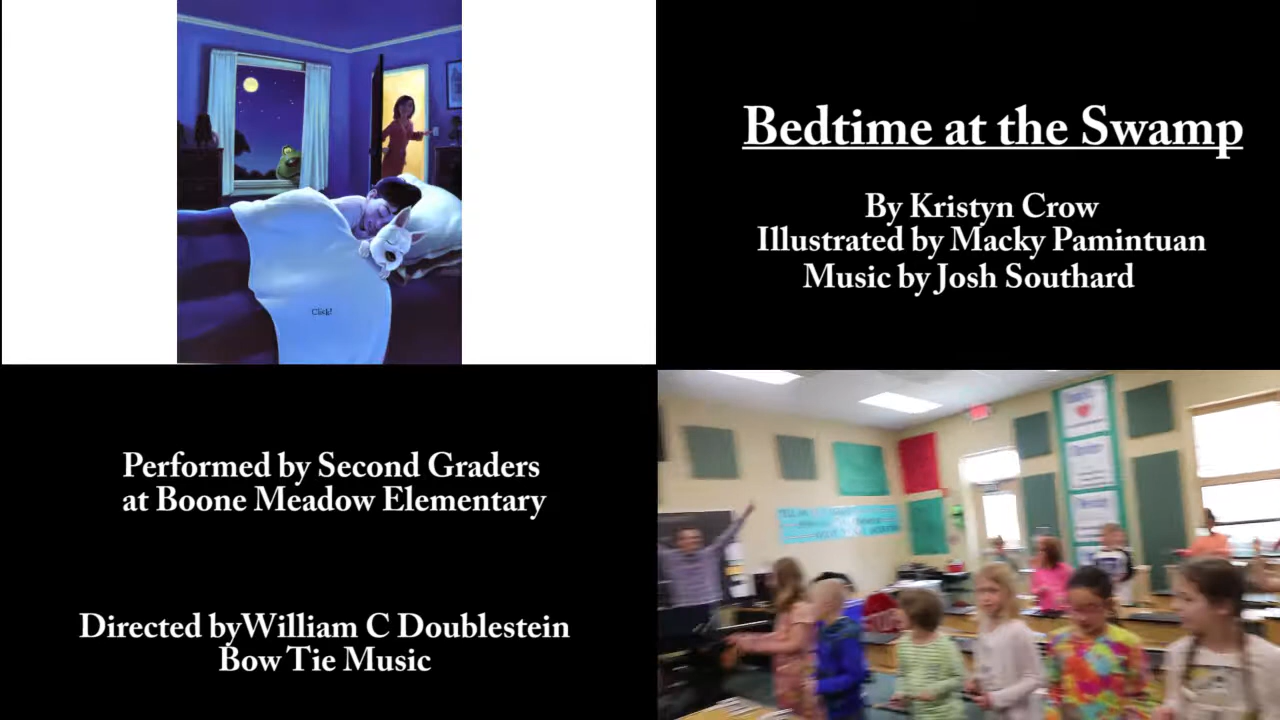 Click!
Bedtime at the Swamp
By Kristyn Crow
Illustrated by Macky Pamintuan
Music by Josh Southard
Performed by Second Graders
at Boone Meadow Elementary
Directed byWilliam C Doublestein
Bow Tie Music